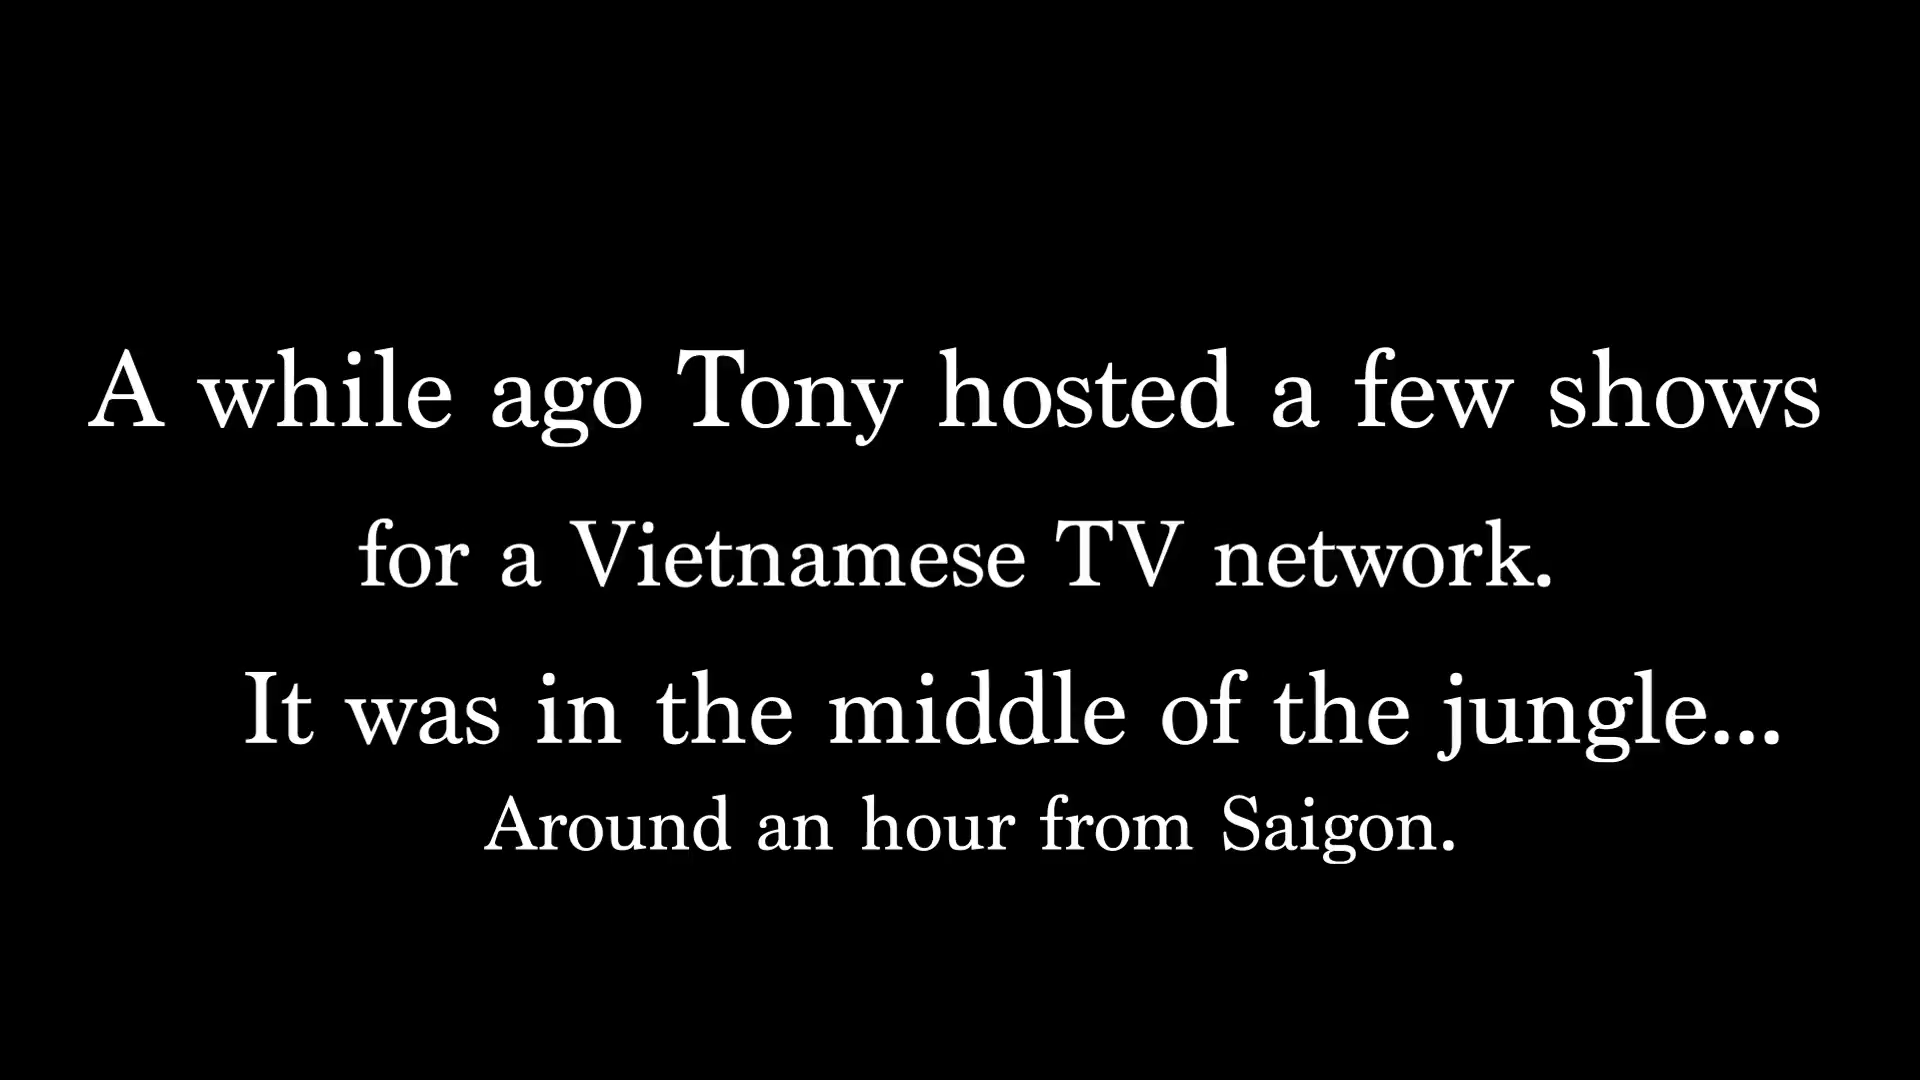 A while ago Tony hosted a few shows
for a Vietnamese TV network.
It was in the middle of the jungle...
Around an hour from Saigon.